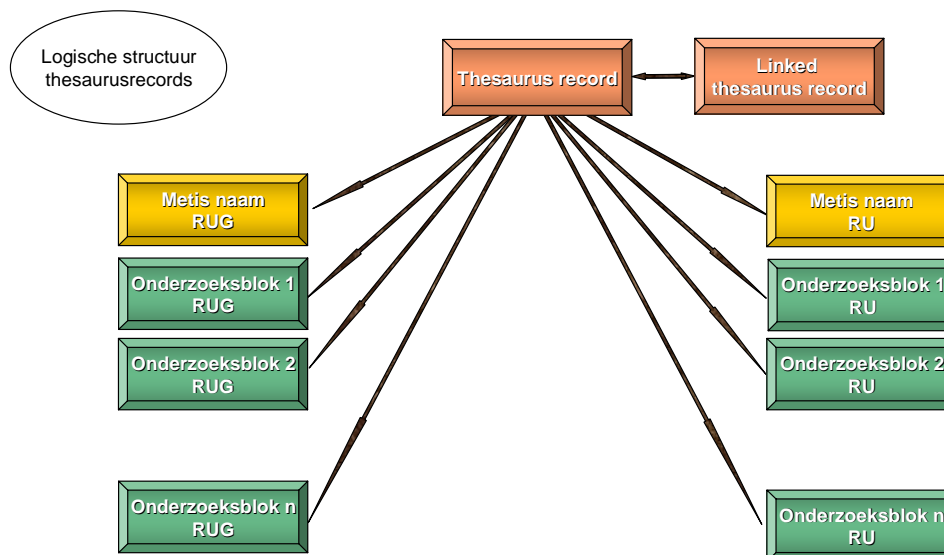 Logische structuur
thesaurusrecords
Thesaurus record
Linked
thesaurus record
Metis naam
RUG
Onderzoeksblok 1
RUG
Onderzoeksblok 2
RUG
Onderzoeksblok n
RUG
Metis naam
RU
Onderzoeksblok 1
RU
Onderzoeksblok 2
RU
Onderzoeksblok n
RU